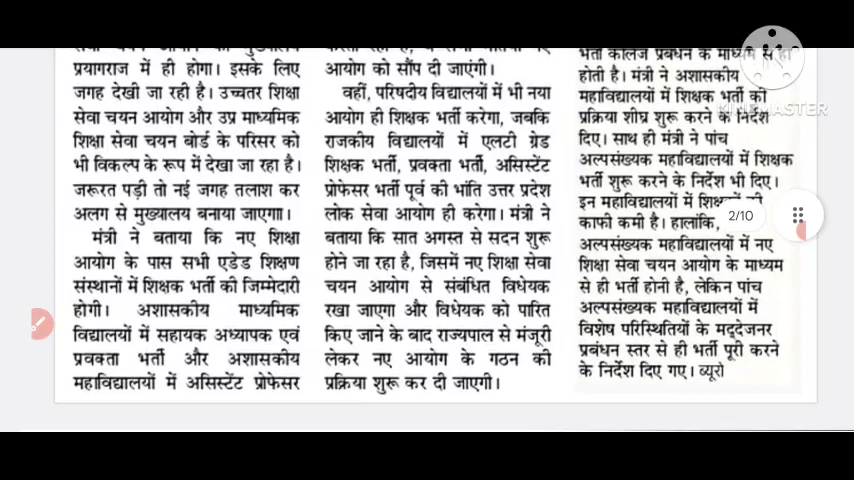 प्रयागराज में ही होगा। इसके लिए
जगह देखी जा रही है। उच्चतर शिक्षा
सेवा चयन आयोग और उप्र माध्यमिक
शिक्षा सेवा चयन बोर्ड के परिसर को
भी विकल्प के रूप में देखा जा रहा है।
जरूरत पड़ी तो नई जगह तलाश कर
अलग से मुख्यालय बनाया जाएगा।
मंत्री ने बताया कि नए शिक्षा
आयोग के पास सभी एडेड शिक्षण
संस्थानों में शिक्षक भर्ती की जिम्मेदारी
होगी। अशासकीय माध्यमिक
विद्यालयों में सहायक अध्यापक एवं
प्रवक्ता भर्ती और अशासकीय
महाविद्यालयों में असिस्टेंट प्रोफेसर
आयोग को सौंप दी जाएंगी।
वहीं, परिषदीय विद्यालयों में भी नया
आयोग ही शिक्षक भर्ती करेगा, जबकि
राजकीय विद्यालयों में एलटी ग्रेड
शिक्षक भर्ती, प्रवक्ता भर्ती, असिस्टेंट
प्रोफेसर भर्ती पूर्व की भांति उत्तर प्रदेश
लोक सेवा आयोग ही करेगा। मंत्री ने
बताया कि सात अगस्त से सदन शुरू
होने जा रहा है, जिसमें नए शिक्षा सेवा
चयन आयोग से संबंधित विधेयक
रखा जाएगा और विधेयक को पारित
किए जाने के बाद राज्यपाल से मंजूरी
लेकर नए आयोग के गठन की
प्रक्रिया शुरू कर दी जाएगी।
भर्ती कॉलेज प्रबंधन के माध्यम से ही
होती है। मंत्री ने अशासकीय
महाविद्यालयों में शिक्षक भर्ती की
प्रक्रिया शीघ्र शुरू करने के निर्देश
दिए। साथ ही मंत्री ने पांच
अल्पसंख्यक महाविद्यालयों में शिक्षक
भर्ती शुरू करने के निर्देश भी दिए।
इन महाविद्यालयों में
काफी कमी है। हालांकि,
अल्पसंख्यक महाविद्यालयों में नए
शिक्षा सेवा चयन आयोग के माध्यम
से ही भर्ती होनी है, लेकिन पांच
अल्पसंख्यक महाविद्यालयों में
विशेष परिस्थितियों के मद्देजनर
प्रबंधन स्तर से ही भर्ती पूरी करने
के निर्देश दिए गए। ब्यूरो
2/10
KINEMASTER